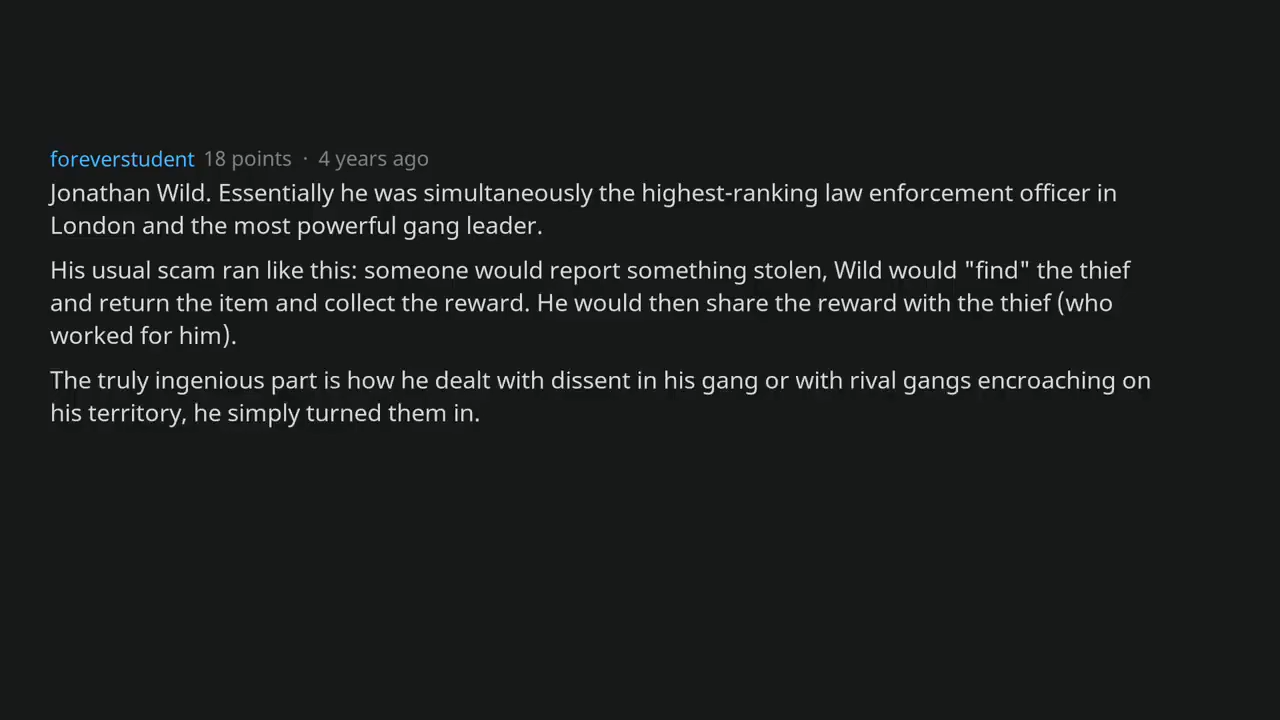 foreverstudent 18 points · 4 years ago
Jonathan Wild. Essentially he was simultaneously the highest-ranking law enforcement officer in
London and the most powerful gang leader.
His usual scam ran like this: someone would report something stolen, Wild would "find" the thief
and return the item and collect the reward. He would then share the reward with the thief (who
worked for him).
The truly ingenious part is how he dealt with dissent in his gang or with rival gangs encroaching on
his territory, he simply turned them in.